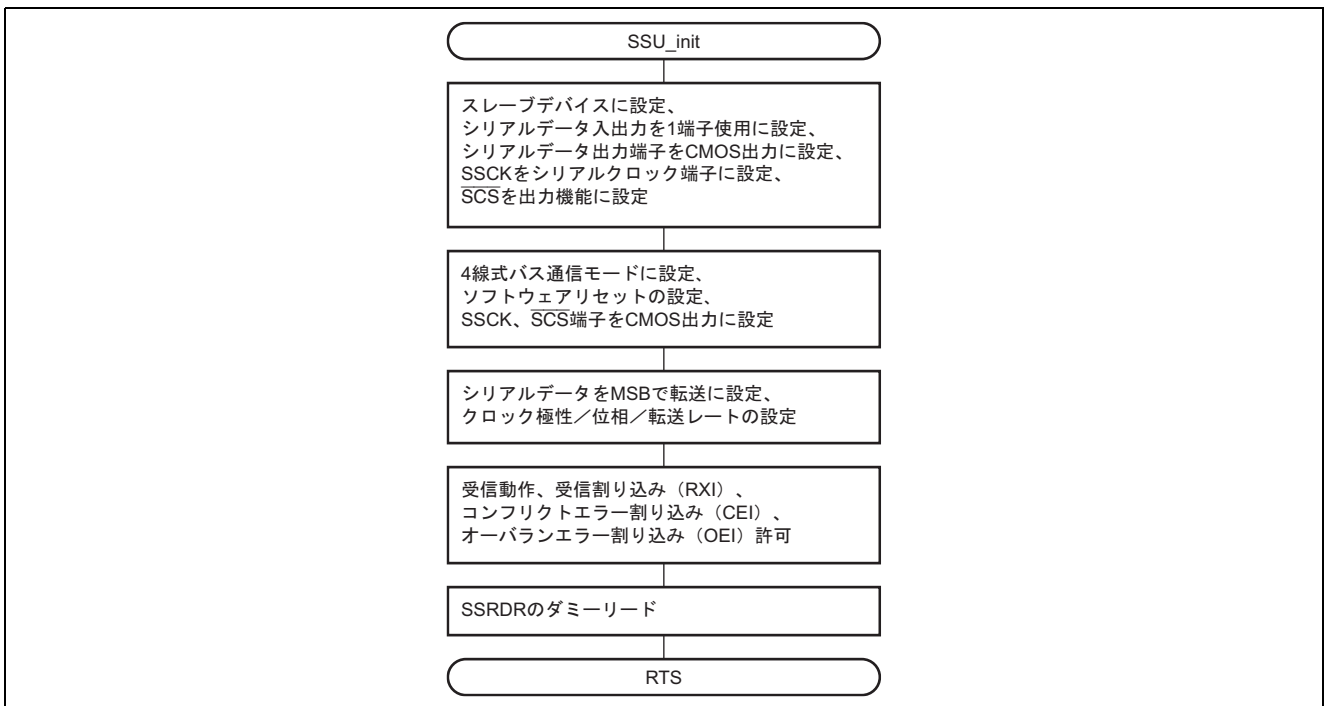 SSU_init
スレーブデバイスに設定、
シリアルデータ入出力を1端子使用に設定、
シリアルデータ出力端子をCMOS出力に設定、
SSCKをシリアルクロック端子に設定、
S̅C̅S̅を出力機能に設定
4線式バス通信モードに設定、
ソフトウェアリセットの設定、
SSCK、S̅C̅S̅端子をCMOS出力に設定
シリアルデータをMSBで転送に設定、
クロック極性／位相／転送レートの設定
受信動作、受信割り込み（RXI）、
コンフリクトエラー割り込み（CEI）、
オーバランエラー割り込み（OEI）許可
SSRDRのダミーリード
RTS